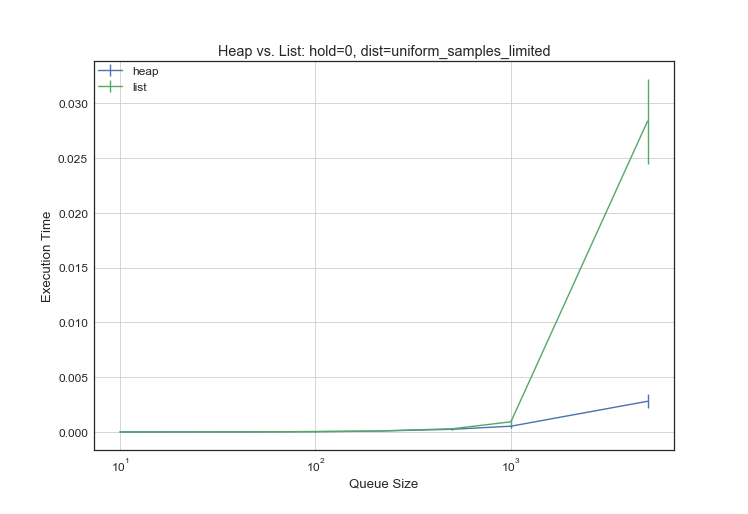 Heap vs. List: hold=0, dist=uniform_samples_limited
heap
list
0.030
0.025
0.020
0.015
0.010
0.005
0.000
Execution Time
10¹
10²
10³
Queue Size